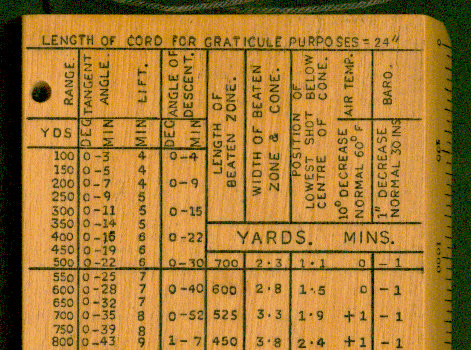 LENGTH OF CORD FOR GRATICULE PURPOSES = 24"
RANGE. TANGENT ANGLE. LIFT. ANGLE OF DESCENT. LENGTH OF BEATEN ZONE. WIDTH OF BEATEN ZONE & CONE. POSITION OF LOWEST SHOT BELOW CENTRE OF CONE. AIR TEMP. BARO.
YDS DEG MIN MIN DEG MIN 10° DECREASE NORMAL 60° F 1" DECREASE NORMAL 30 INS
100 0-3 4 0-4
150 0-5 4
200 0-7 4 0-9
250 0-9 5
300 0-11 5 0-15
350 0-14 5
400 0-16 6 0-22 YARDS. MINS.
450 0-19 6
500 0-22 6 0-30 700 2·3 1·1 0 -1
550 0-25 7
600 0-28 7 0-40 600 2·8 1·5 0 -1
650 0-32 7
700 0-35 8 0-52 525 3·3 1·9 +1 -1
750 0-39 8
800 0-43 9 1-7 450 3·8 2·4 +1 -1
0
500
1000